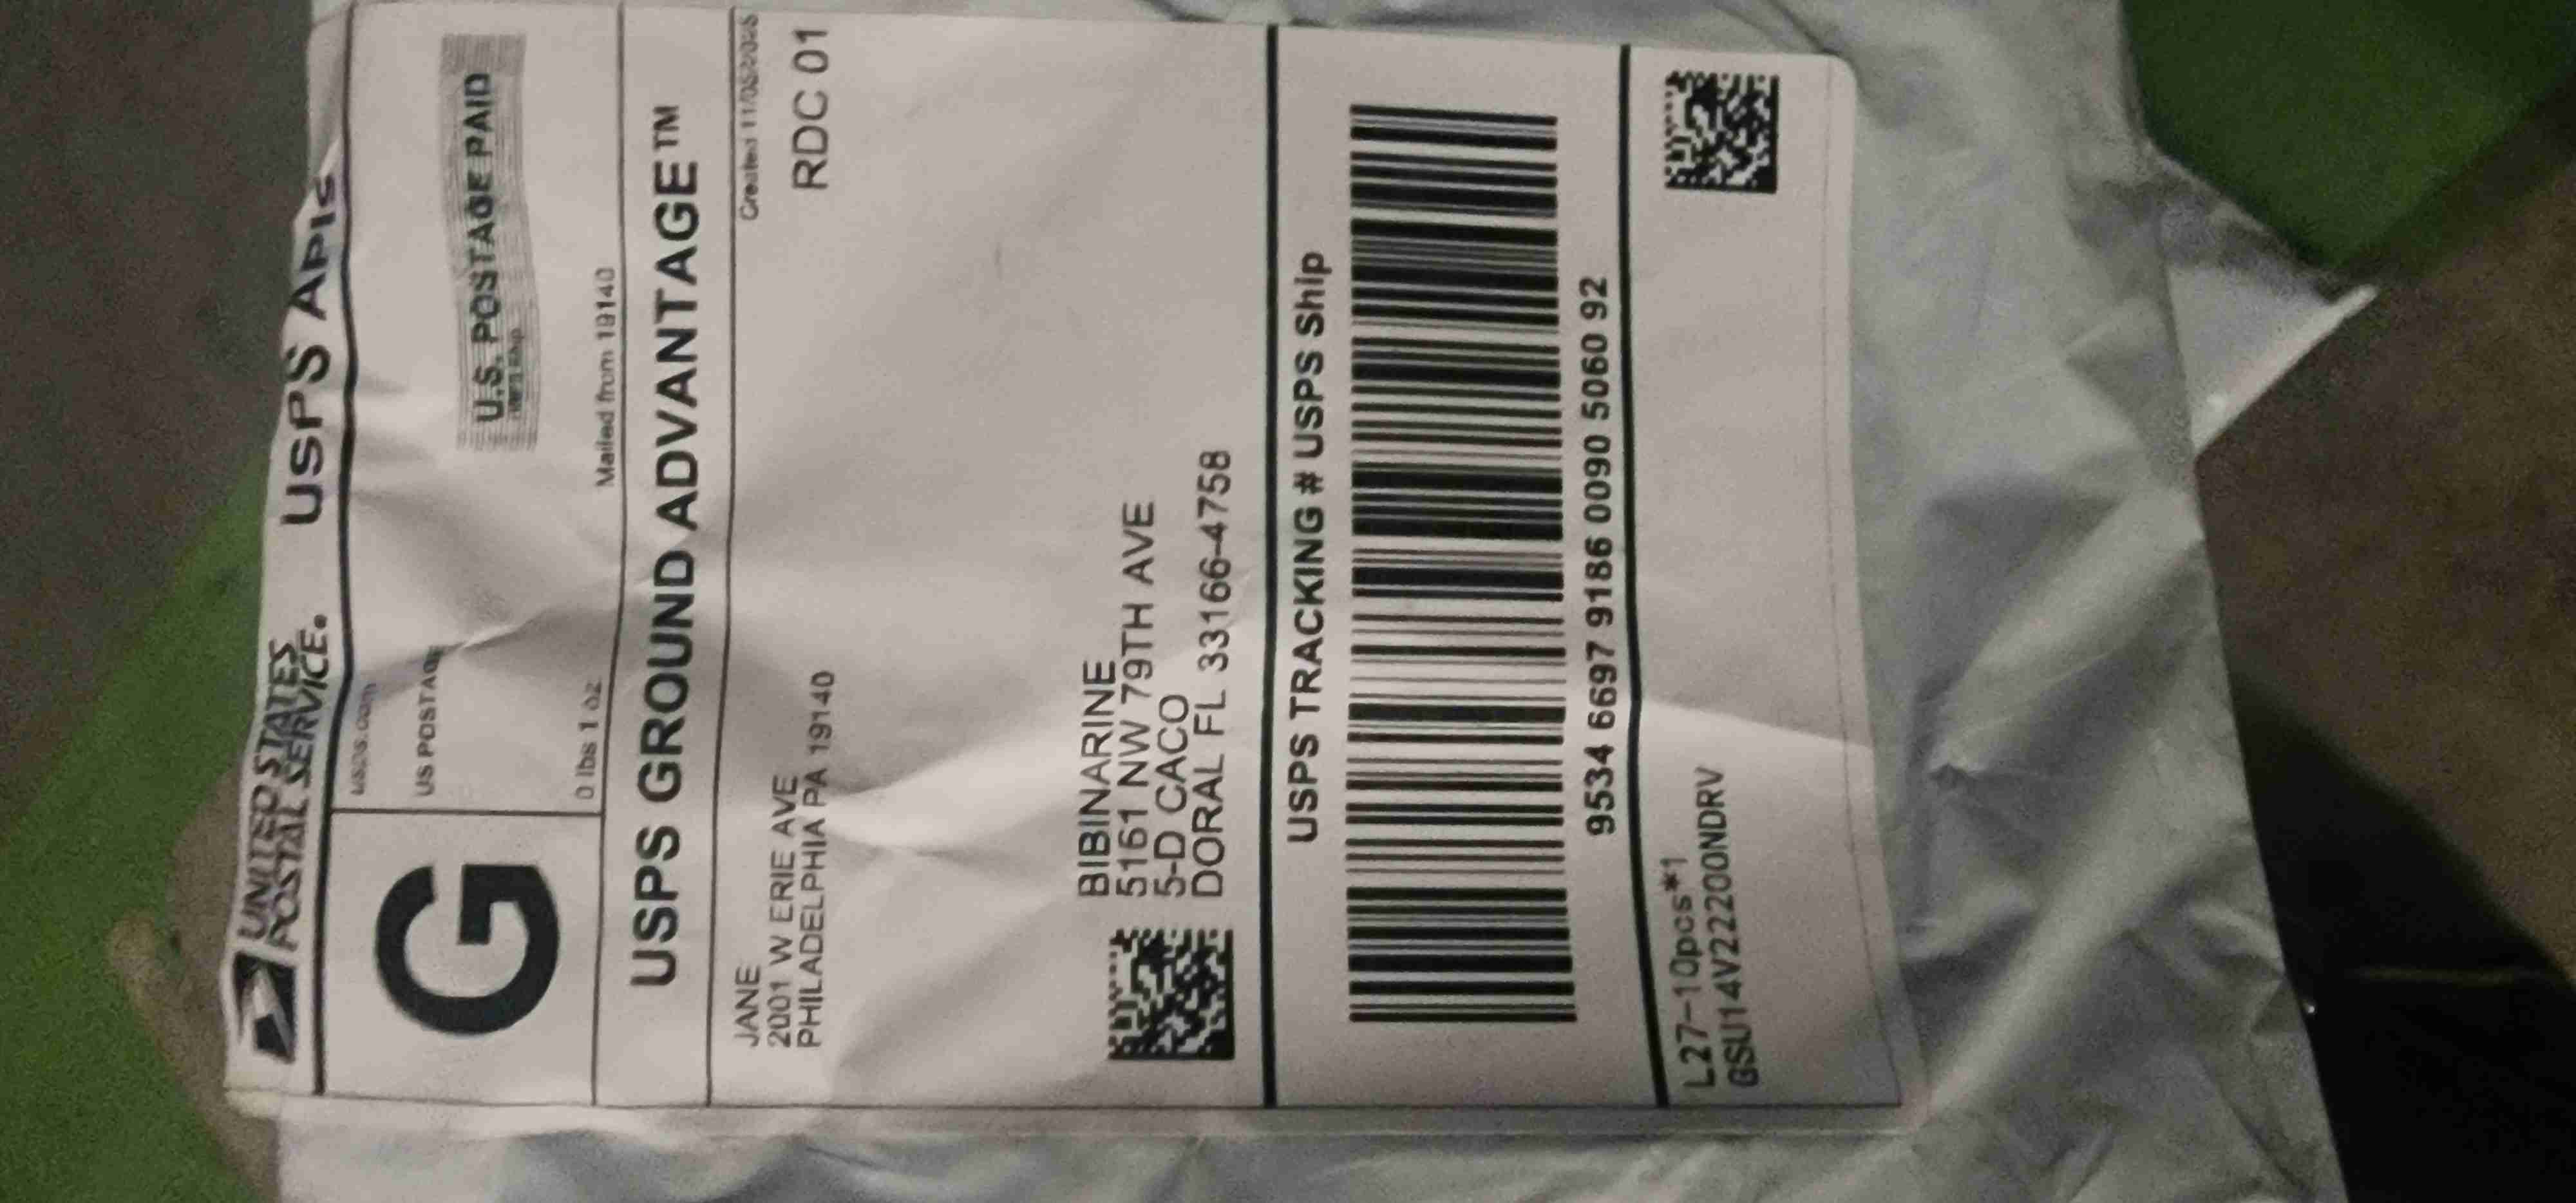 UNITED STATES
POSTAL SERVICE.
USPS APIs
G
usps.com
US POSTAGE
U.S. POSTAGE PAID
0 lbs 1 oz
Mailed from 19140
USPS GROUND ADVANTAGE™
Created
JANE
2001 W ERIE AVE
PHILADELPHIA PA 19140
RDC 01
BIBINARINE
5161 NW 79TH AVE
5-D CACO
DORAL FL 33166-4758
USPS TRACKING # USPS Ship
9534 6697 9186 0090 5060 92
L27-10pcs*1
GSU14V22200NDRV